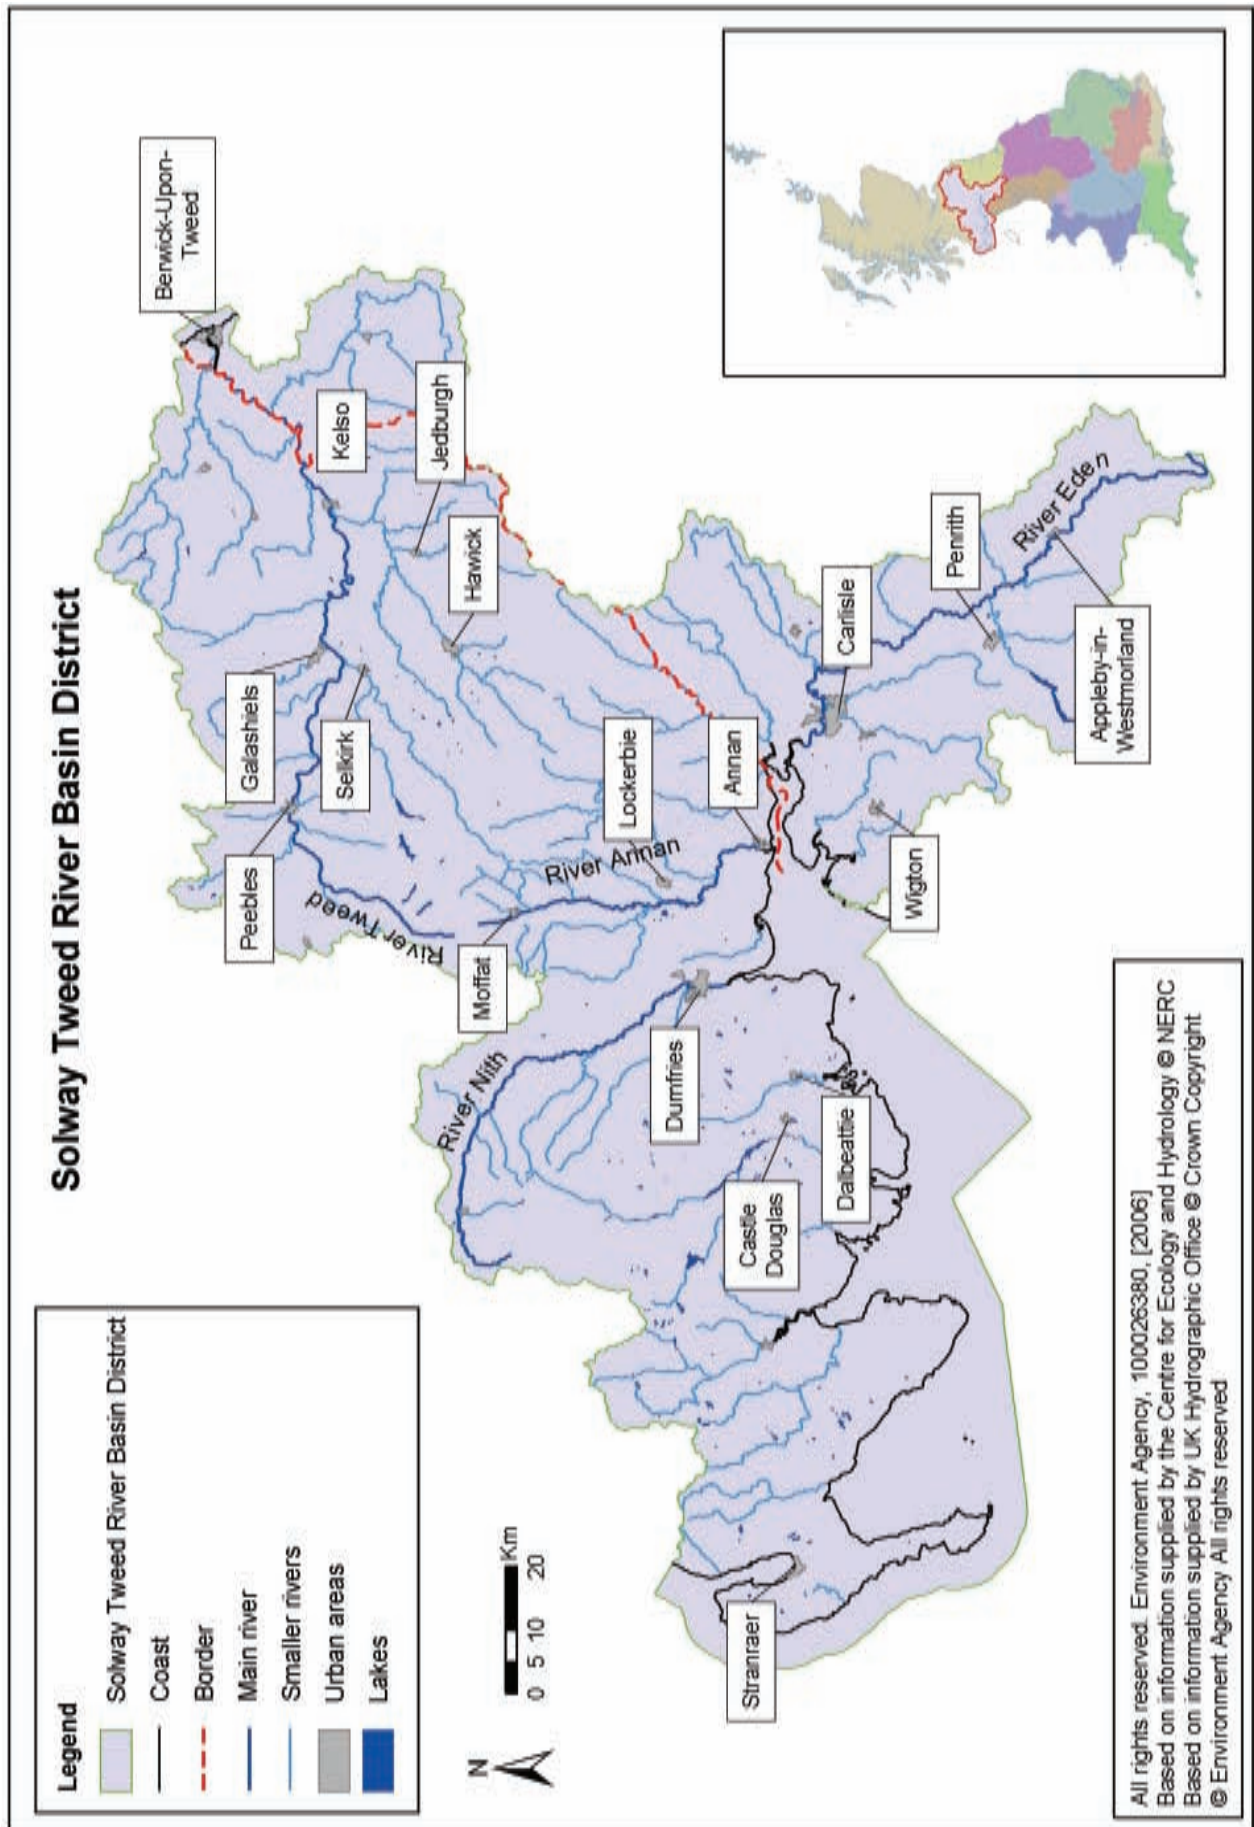 Solway Tweed River Basin District
Legend
Solway Tweed River Basin District
Coast
Border
Main river
Smaller rivers
Urban areas
Lakes
N
0 5 10 20
Km
Berwick-Upon-
Tweed
Peebles
Galashiels
Kelso
Selkirk
Jedburgh
Hawick
River Tweed
Moffat
River Nith
River Annan
Lockerbie
Dumfries
Annan
Carlisle
Castle
Douglas
Dalbeattie
Stranraer
Wigton
Penrith
River Eden
Appleby-in-
Westmorland
All rights reserved. Environment Agency, 100026380, [2006]
Based on information supplied by the Centre for Ecology and Hydrology © NERC
Based on information supplied by UK Hydrographic Office © Crown Copyright
© Environment Agency All rights reserved